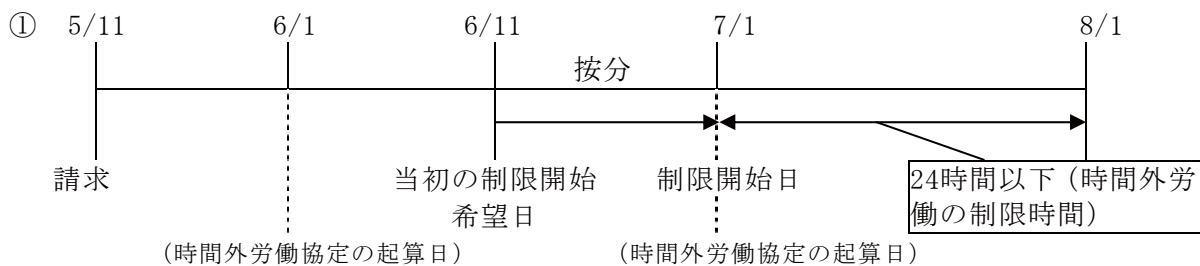 ① 5/11 6/1 6/11 7/1 8/1
按分
請求 当初の制限開始 制限開始日 24時間以下（時間外労
希望日 働の制限時間）
（時間外労働協定の起算日） （時間外労働協定の起算日）